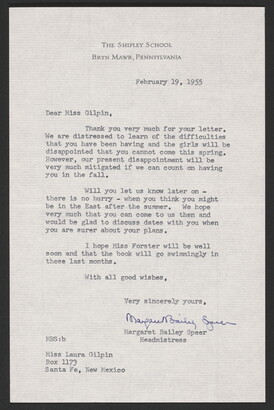 THE SHIPLEY SCHOOL
BRYN MAWR, PENNSYLVANIA
February 19, 1955
Dear Miss Gilpin,
Thank you very much for your letter.
We are distressed to learn of the difficulties
that you have been having and the girls will be
disappointed that you cannot come this spring.
However, our present disappointment will be
very much mitigated if we can count on having
you in the fall.
Will you let us know later on -
there is no hurry - when you think you might
be in the East after the summer. We hope
very much that you can come to us then and
would be glad to discuss dates with you when
you are surer about your plans.
I hope Miss Forster will be well
soon and that the book will go swimmingly in
these last months.
With all good wishes,
Very sincerely yours,
Margaret Bailey Speer
Margaret Bailey Speer
Headmistress
MBS:b
Miss Laura Gilpin
Box 1173
Santa Fe, New Mexico